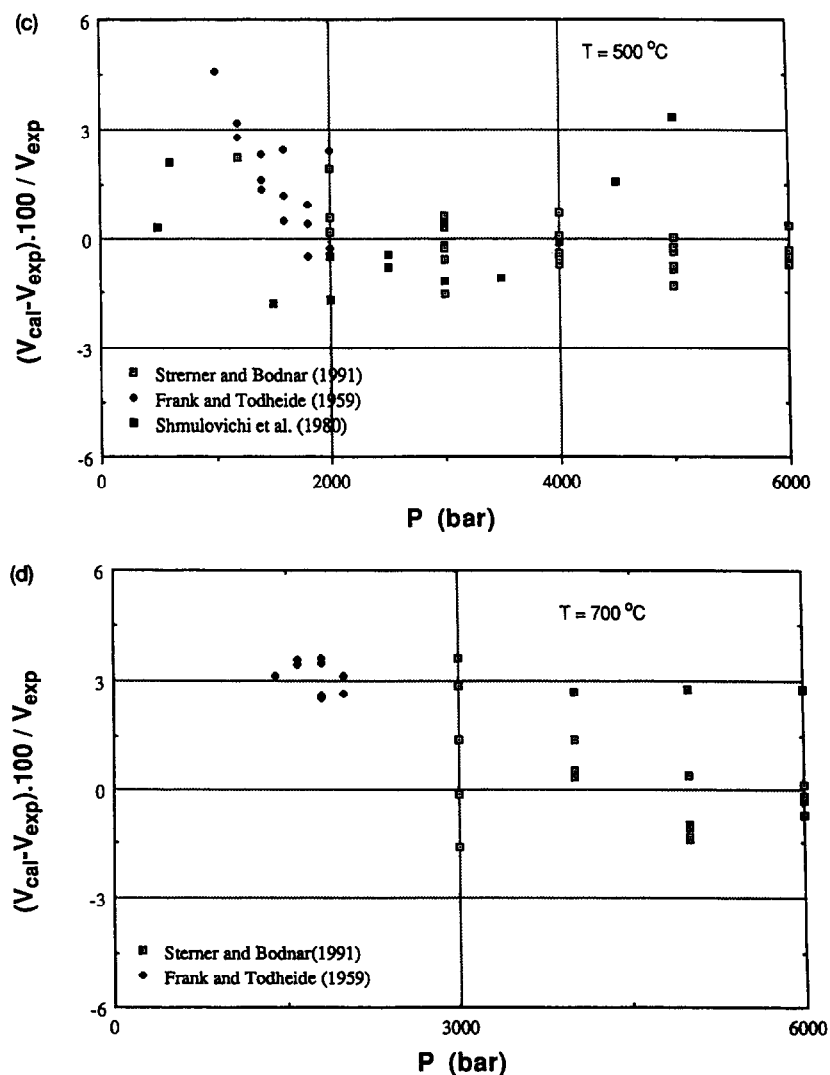 (c)
T = 500 °C
6
3
0
-3
-6
(Vcal-Vexp).100 / Vexp
Strerner and Bodnar (1991)
Frank and Todheide (1959)
Shmulovichi et al. (1980)
0 2000 4000 6000
P (bar)
(d)
T = 700 °C
6
3
0
-3
-6
(Vcal-Vexp).100 / Vexp
Sterner and Bodnar(1991)
Frank and Todheide (1959)
0 3000 6000
P (bar)